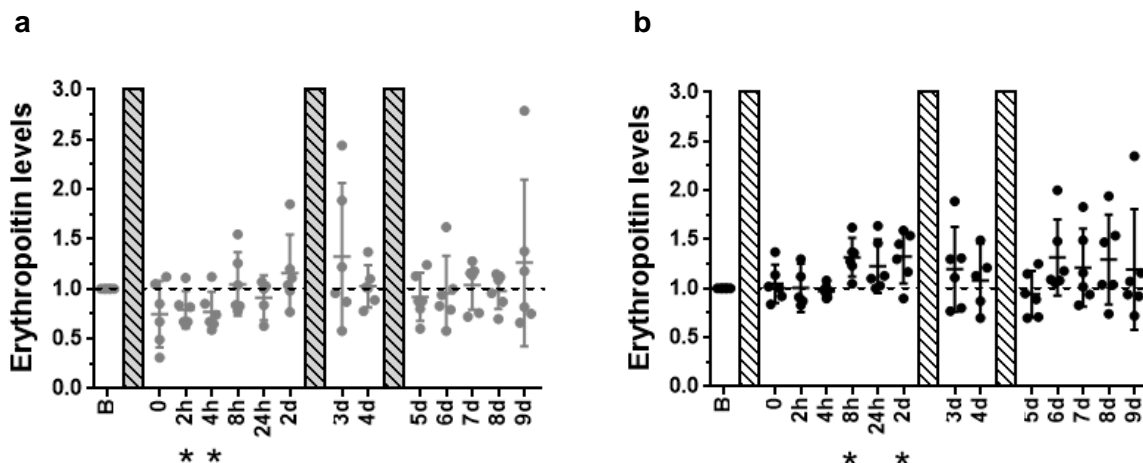 a
Erythropoitin levels
3.0
2.5
2.0
1.5
1.0
0.5
0.0
B
0
2h
4h
8h
24h
2d
3d
4d
5d
6d
7d
8d
9d
* *
b
Erythropoitin levels
3.0
2.5
2.0
1.5
1.0
0.5
0.0
B
0
2h
4h
8h
24h
2d
3d
4d
5d
6d
7d
8d
9d
* *